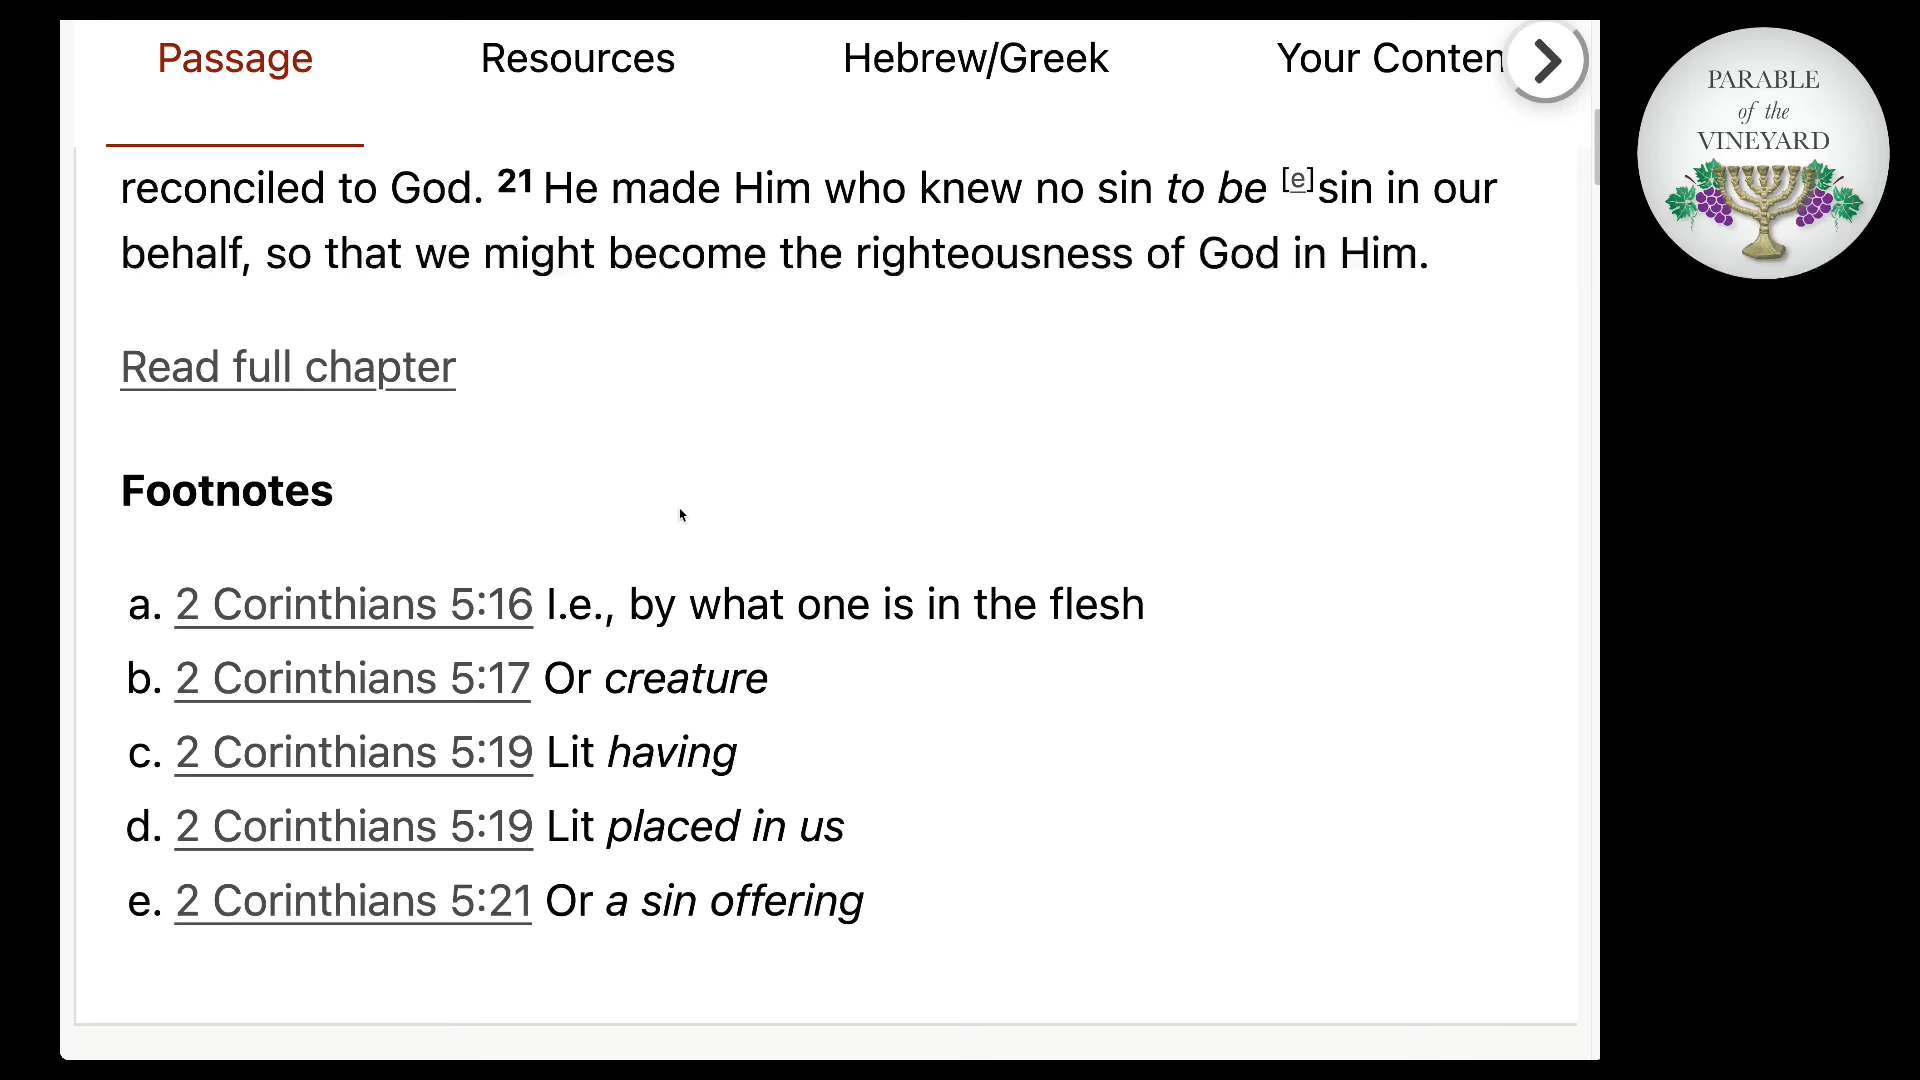 Passage
Resources
Hebrew/Greek
Your Conten
PARABLE
of the
VINEYARD
reconciled to God. 21 He made Him who knew no sin to be [e]sin in our
behalf, so that we might become the righteousness of God in Him.
Read full chapter
Footnotes
a. 2 Corinthians 5:16 I.e., by what one is in the flesh
b. 2 Corinthians 5:17 Or creature
c. 2 Corinthians 5:19 Lit having
d. 2 Corinthians 5:19 Lit placed in us
e. 2 Corinthians 5:21 Or a sin offering